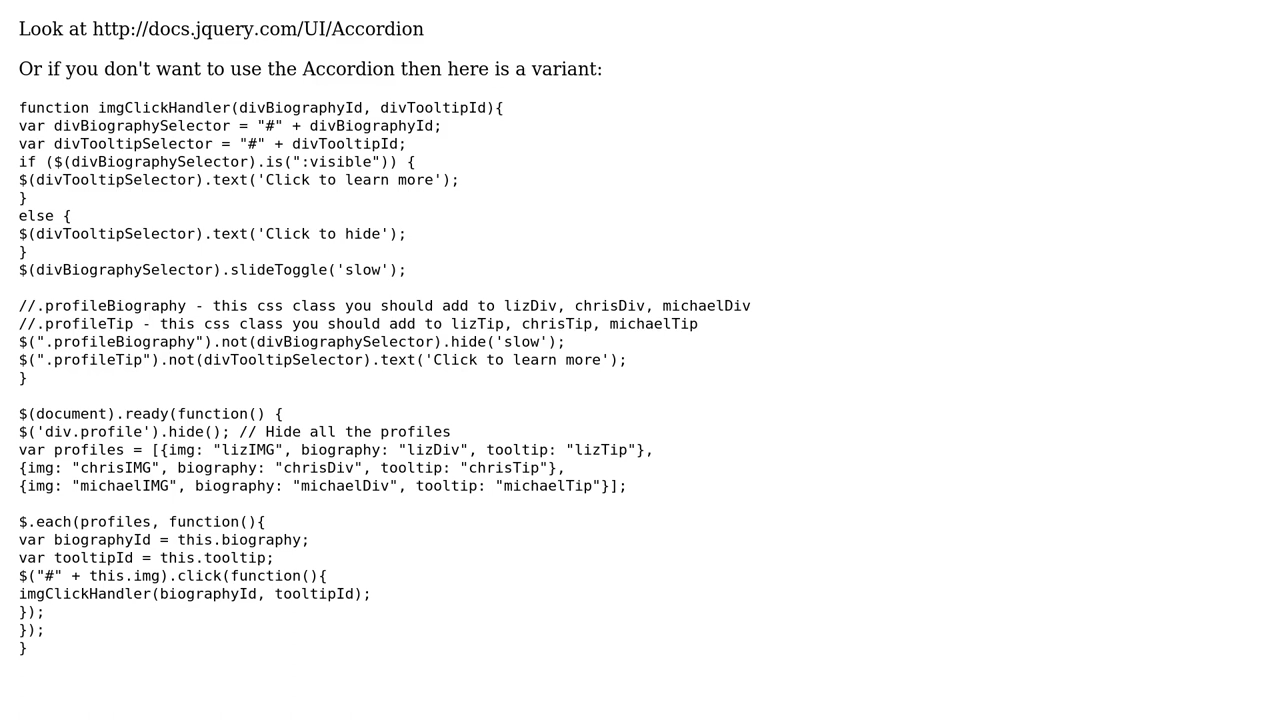 Look at http://docs.jquery.com/UI/Accordion
Or if you don't want to use the Accordion then here is a variant:
function imgClickHandler(divBiographyId, divTooltipId){
var divBiographySelector = "#" + divBiographyId;
var divTooltipSelector = "#" + divTooltipId;
if ($(divBiographySelector).is(":visible")) {
$(divTooltipSelector).text('Click to learn more');
}
else {
$(divTooltipSelector).text('Click to hide');
}
$(divBiographySelector).slideToggle('slow');
//.profileBiography - this css class you should add to lizDiv, chrisDiv, michaelDiv
//.profileTip - this css class you should add to lizTip, chrisTip, michaelTip
$(".profileBiography").not(divBiographySelector).hide('slow');
$(".profileTip").not(divTooltipSelector).text('Click to learn more');
}
$(document).ready(function() {
$('div.profile').hide(); // Hide all the profiles
var profiles = [{img: "lizIMG", biography: "lizDiv", tooltip: "lizTip"},
{img: "chrisIMG", biography: "chrisDiv", tooltip: "chrisTip"},
{img: "michaelIMG", biography: "michaelDiv", tooltip: "michaelTip"}];
$.each(profiles, function(){
var biographyId = this.biography;
var tooltipId = this.tooltip;
$("#" + this.img).click(function(){
imgClickHandler(biographyId, tooltipId);
});
});
}